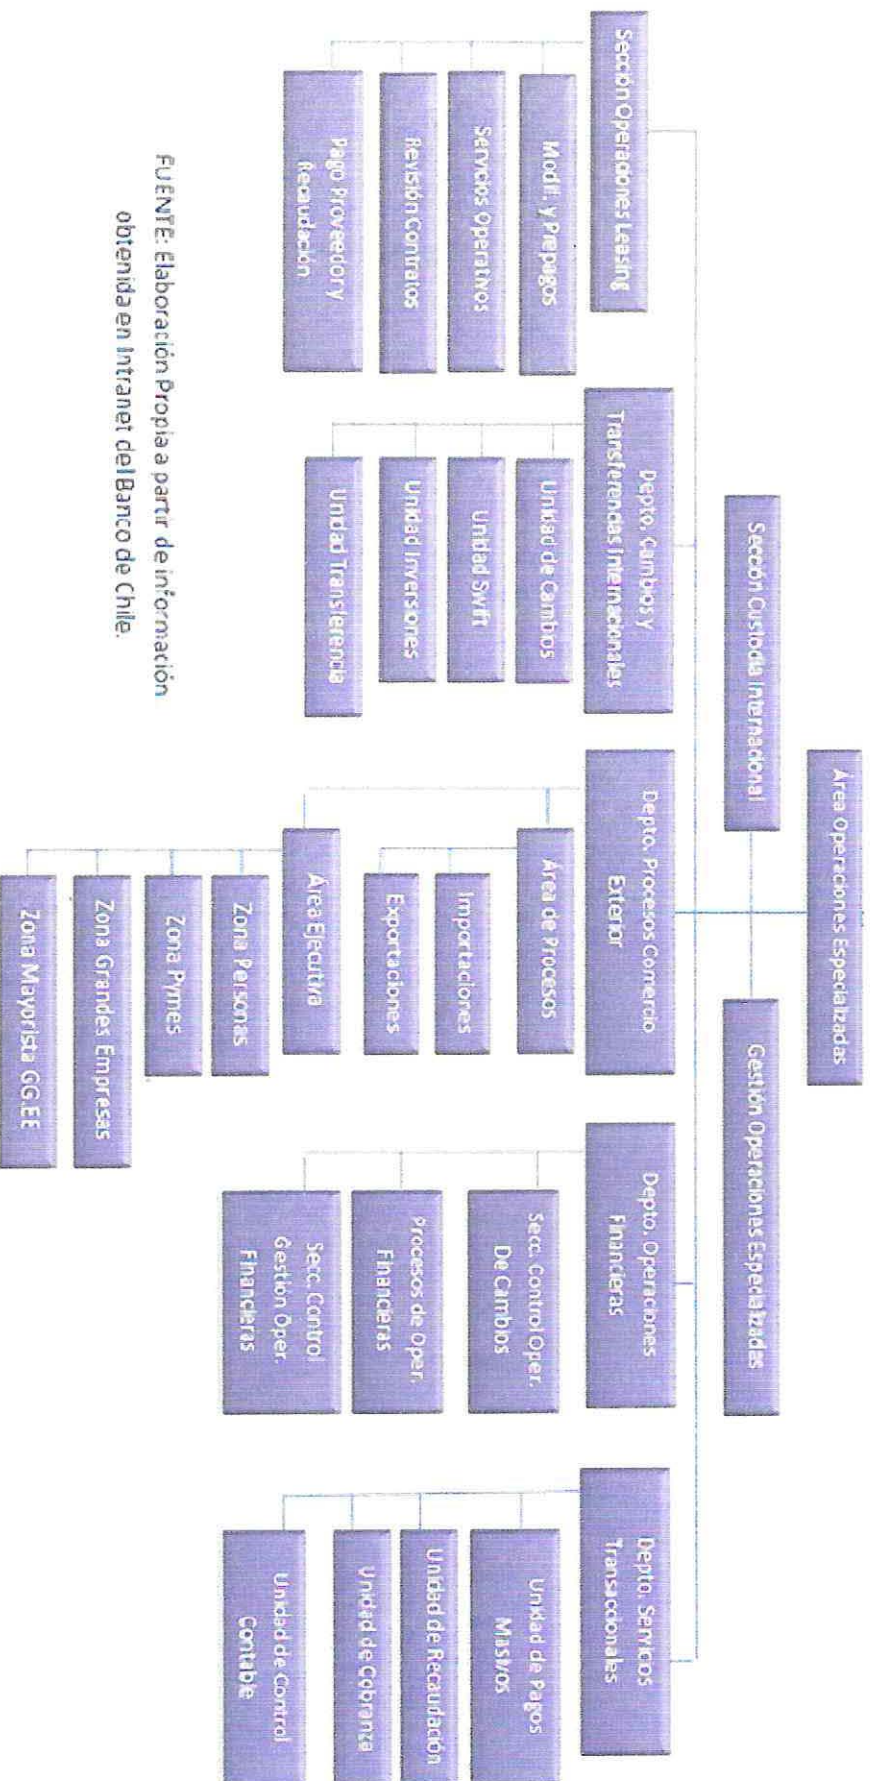 Área Operaciones Especializadas
Sección Custodia Internacional
Gestión Operaciones Especializadas
Sección Operaciones Leasing
Modif. y Prepagos
Servicios Operativos
Revisión Contratos
Pago Proveedor y
Recaudación
Depto. Cambios y
Transferencias Internacionales
Unidad de Cambios
Unidad Swift
Unidad Inversiones
Unidad Transferencia
Depto. Procesos Comercio
Exterior
Área de Procesos
Importaciones
Exportaciones
Área Ejecutiva
Zona Personas
Zona Pymes
Zona Grandes Empresas
Zona Mayorista GG.EE
Depto. Operaciones
Financieras
Secc. Control Oper.
De Cambios
Procesos de Oper.
Financieras
Secc. Control
Gestión Oper.
Financieras
Depto. Servicios
Transaccionales
Unidad de Pagos
Masivos
Unidad de Recaudación
Unidad de Cobranza
Unidad de Control
Contable
FUENTE: Elaboración Propia a partir de información
obtenida en Intranet del Banco de Chile.